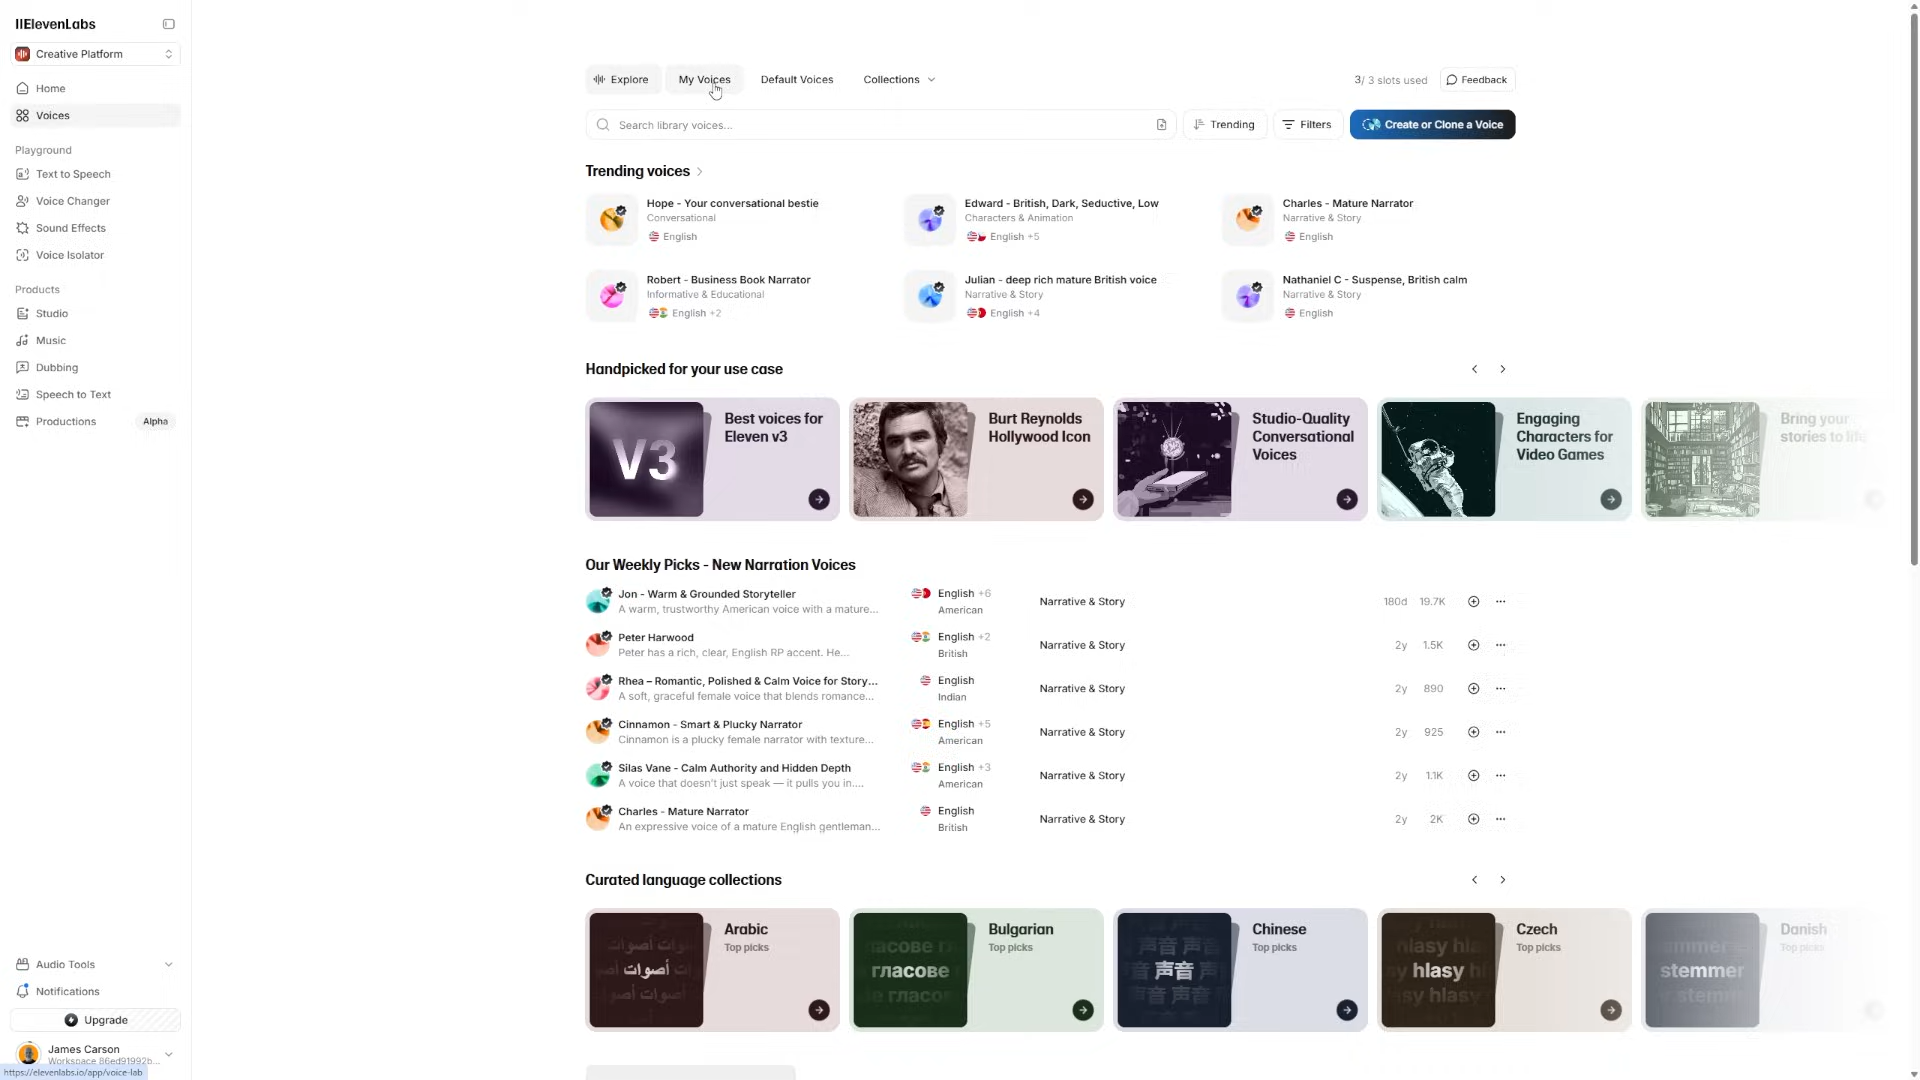 IIElevenLabs
Creative Platform
Home
Voices
Playground
Text to Speech
Voice Changer
Sound Effects
Voice Isolator
Products
Studio
Music
Dubbing
Speech to Text
Productions
Alpha
Audio Tools
Notifications
Upgrade
James Carson
Workspace 86ed91992b...
https://elevenlabs.io/app/voice-lab
Explore
My Voices
Default Voices
Collections
3/ 3 slots used
Feedback
Search library voices...
Trending
Filters
Create or Clone a Voice
Trending voices
Hope - Your conversational bestie
Conversational
English
Edward - British, Dark, Seductive, Low
Characters & Animation
English +5
Charles - Mature Narrator
Narrative & Story
English
Robert - Business Book Narrator
Informative & Educational
English +2
Julian - deep rich mature British voice
Narrative & Story
English +4
Nathaniel C - Suspense, British calm
Narrative & Story
English
Handpicked for your use case
V3
Best voices for
Eleven v3
Burt Reynolds
Hollywood Icon
Studio-Quality
Conversational
Voices
Engaging
Characters for
Video Games
Bring your
stories to life
Our Weekly Picks - New Narration Voices
Jon - Warm & Grounded Storyteller
A warm, trustworthy American voice with a mature...
English +6
American
Narrative & Story
180d
19.7K
Peter Harwood
Peter has a rich, clear, English RP accent. He...
English +2
British
Narrative & Story
2y
1.5K
Rhea – Romantic, Polished & Calm Voice for Story...
A soft, graceful female voice that blends romance...
English
Indian
Narrative & Story
2y
890
Cinnamon - Smart & Plucky Narrator
Cinnamon is a plucky female narrator with texture...
English +5
American
Narrative & Story
2y
925
Silas Vane - Calm Authority and Hidden Depth
A voice that doesn't just speak — it pulls you in....
English +3
American
Narrative & Story
2y
1.1K
Charles - Mature Narrator
An expressive voice of a mature English gentleman...
English
British
Narrative & Story
2y
2K
Curated language collections
أصوات
Arabic
Top picks
гласове
Bulgarian
Top picks
声音
Chinese
Top picks
hlasy
Czech
Top picks
stemmer
Danish
Top picks